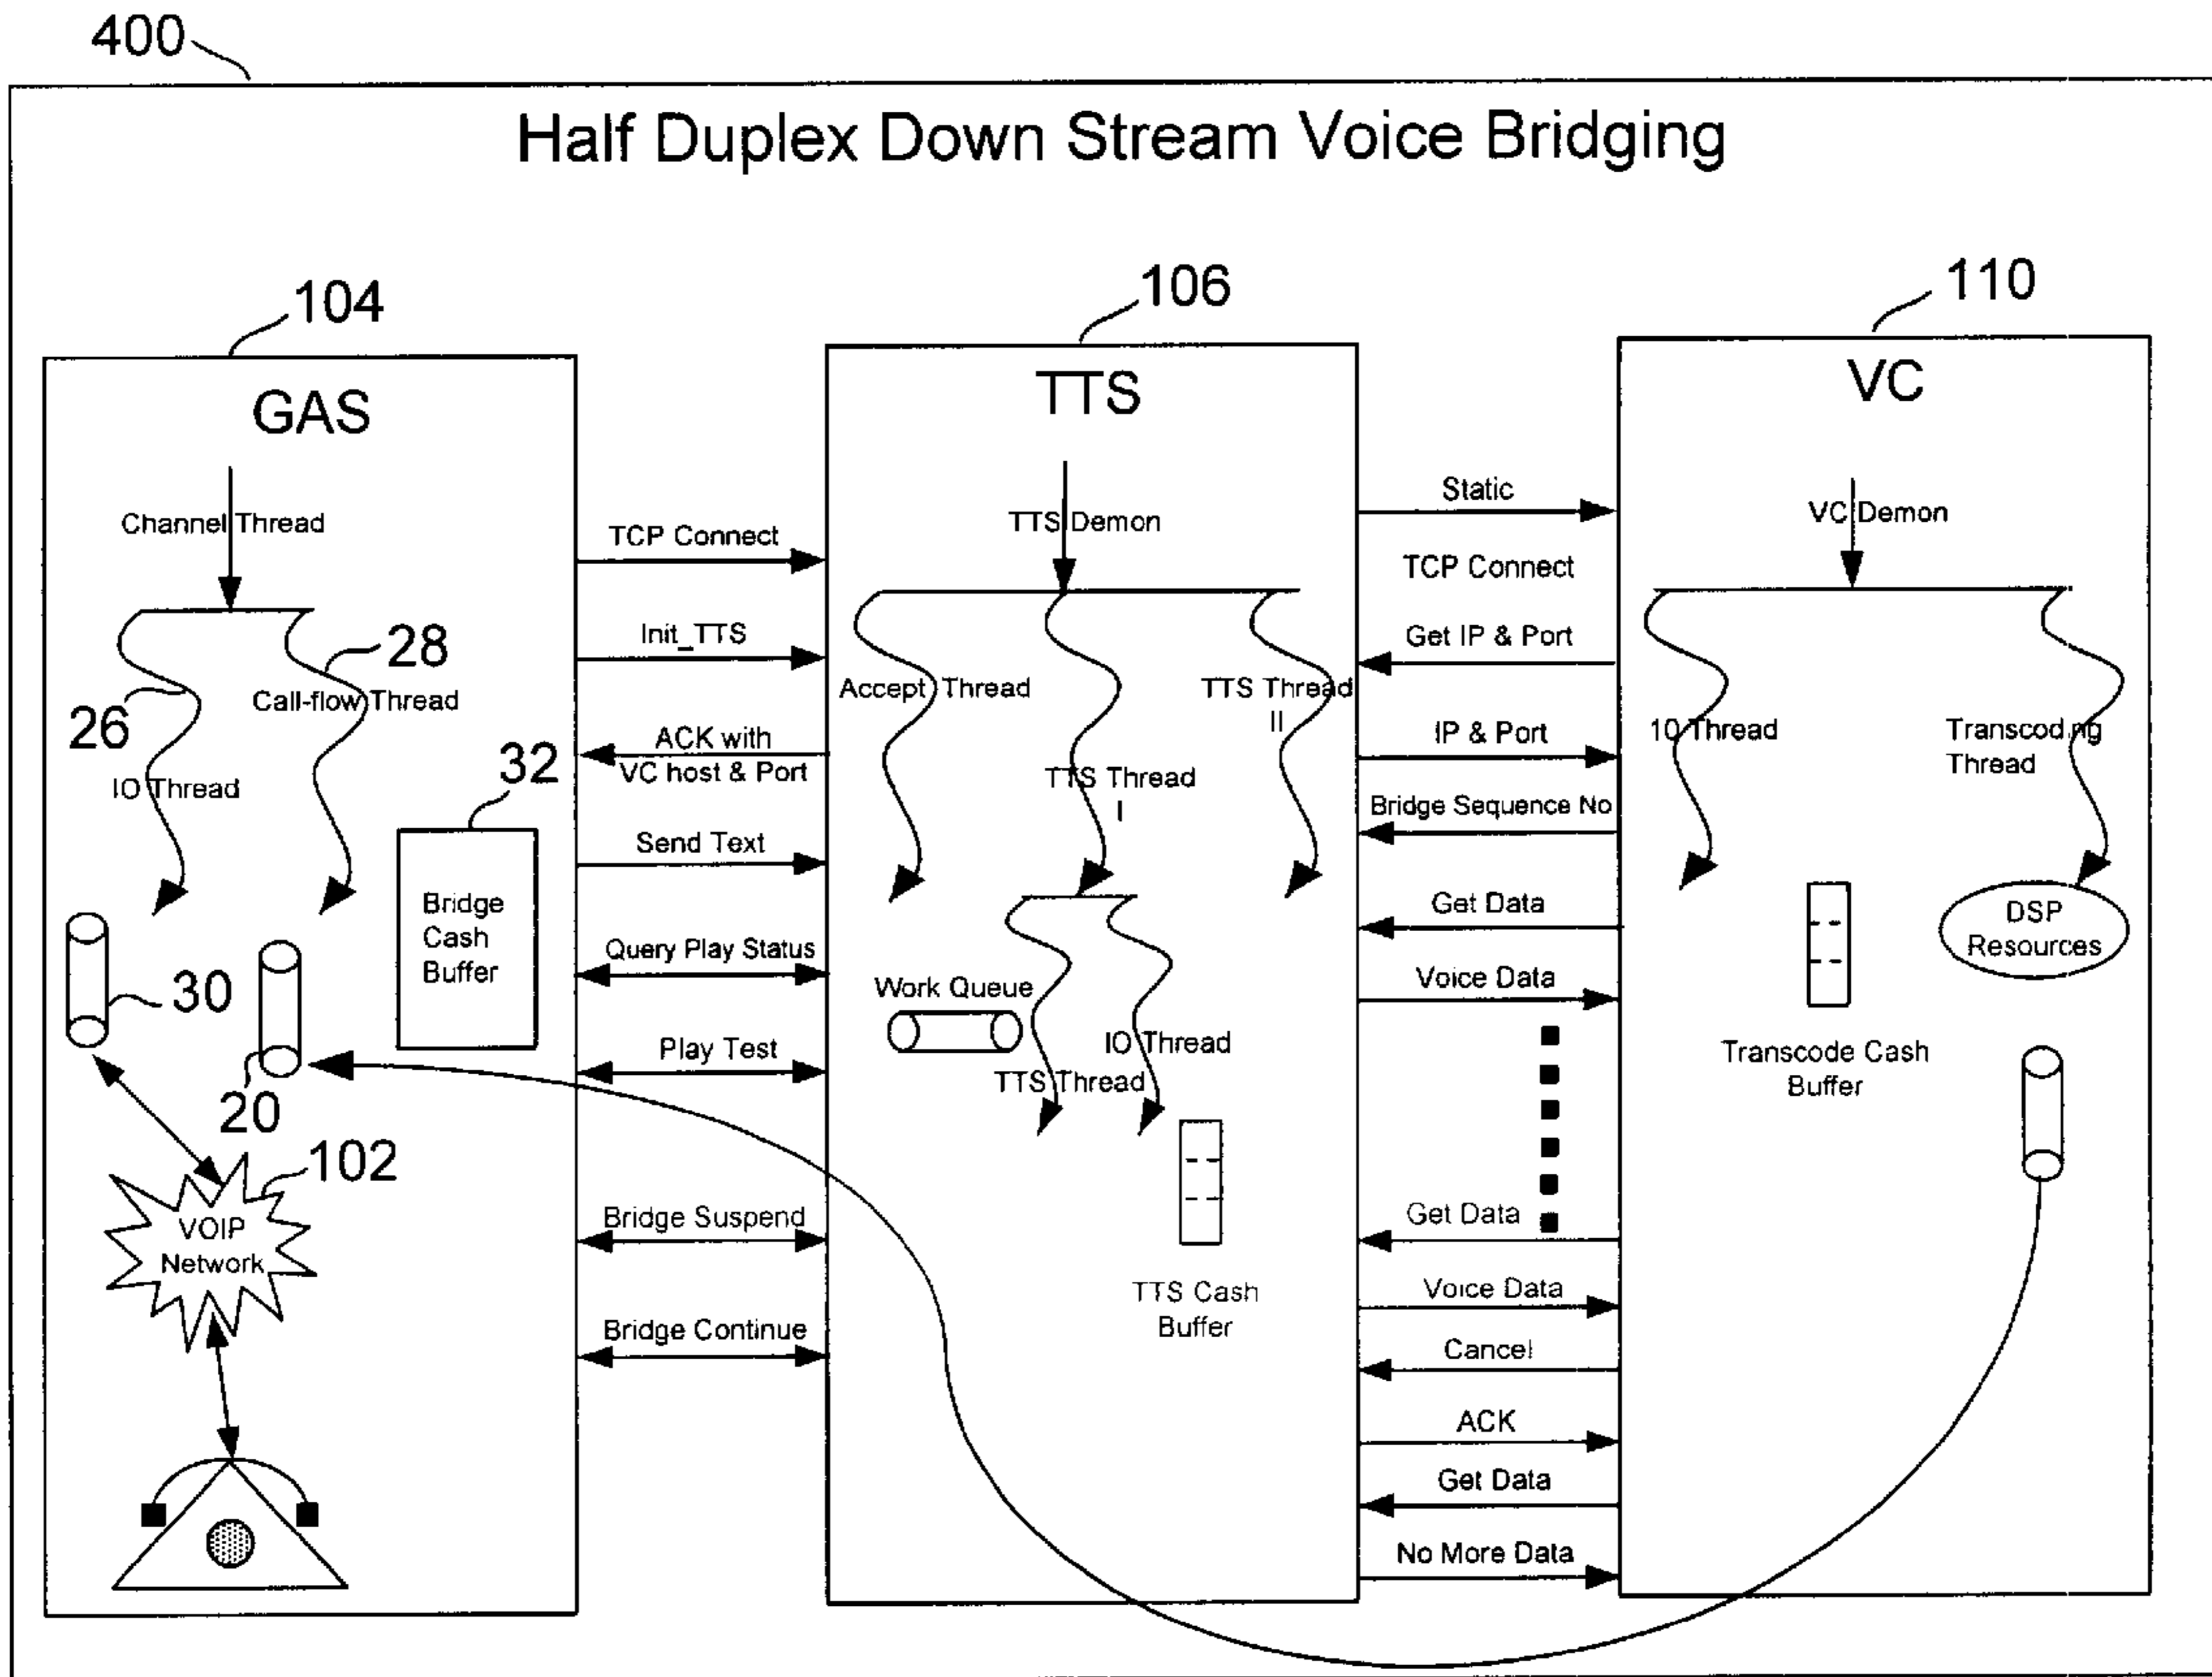 400
Half Duplex Down Stream Voice Bridging
104
106
110
GAS
TTS
VC
Channel Thread
28
26
Call-flow Thread
IO Thread
32
Bridge
Cash
Buffer
30
20
102
VOIP
Network
TCP Connect
Init_TTS
ACK with
VC host & Port
Send Text
Query Play Status
Play Test
Bridge Suspend
Bridge Continue
TTS Demon
Accept Thread
TTS Thread
II
TTS Thread
I
Work Queue
IO Thread
TTS Thread
TTS Cash
Buffer
Static
TCP Connect
Get IP & Port
IP & Port
Bridge Sequence No
Get Data
Voice Data
Get Data
Voice Data
Cancel
ACK
Get Data
No More Data
VC Demon
10 Thread
Transcoding
Thread
DSP
Resources
Transcode Cash
Buffer